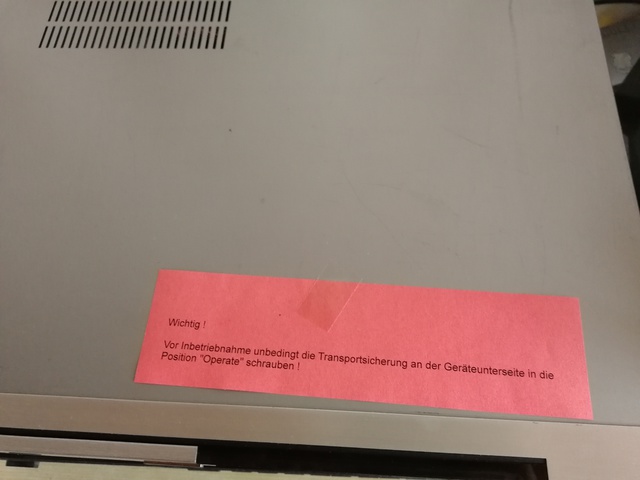 Wichtig !
Vor Inbetriebnahme unbedingt die Transportsicherung an der Geräteunterseite in die
Position "Operate" schrauben !